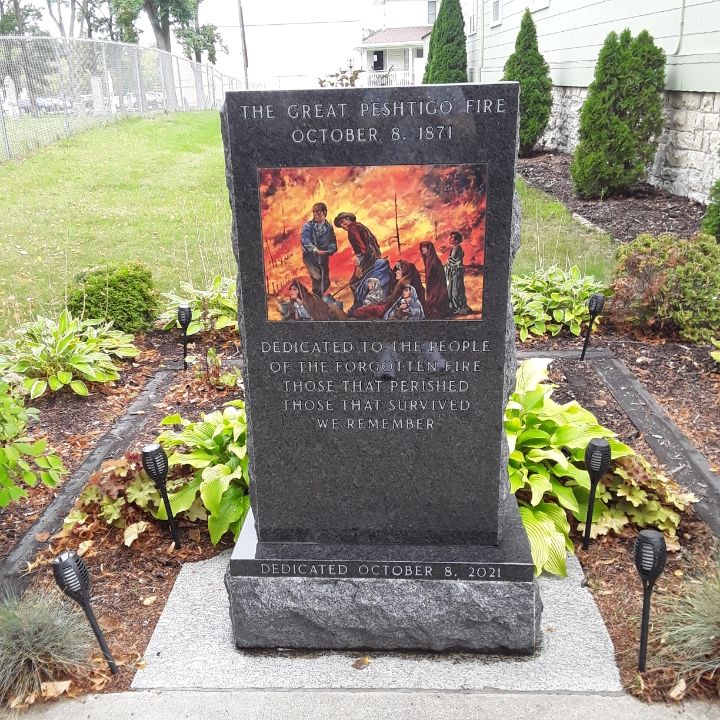 THE GREAT PESHTIGO FIRE
OCTOBER 8, 1871
DEDICATED TO THE PEOPLE
OF THE FORGOTTEN FIRE
THOSE THAT PERISHED
THOSE THAT SURVIVED
WE REMEMBER
DEDICATED OCTOBER 8, 2021